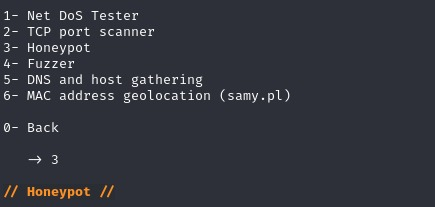 1- Net DoS Tester
2- TCP port scanner
3- Honeypot
4- Fuzzer
5- DNS and host gathering
6- MAC address geolocation (samy.pl)
0- Back
-> 3
// Honeypot //